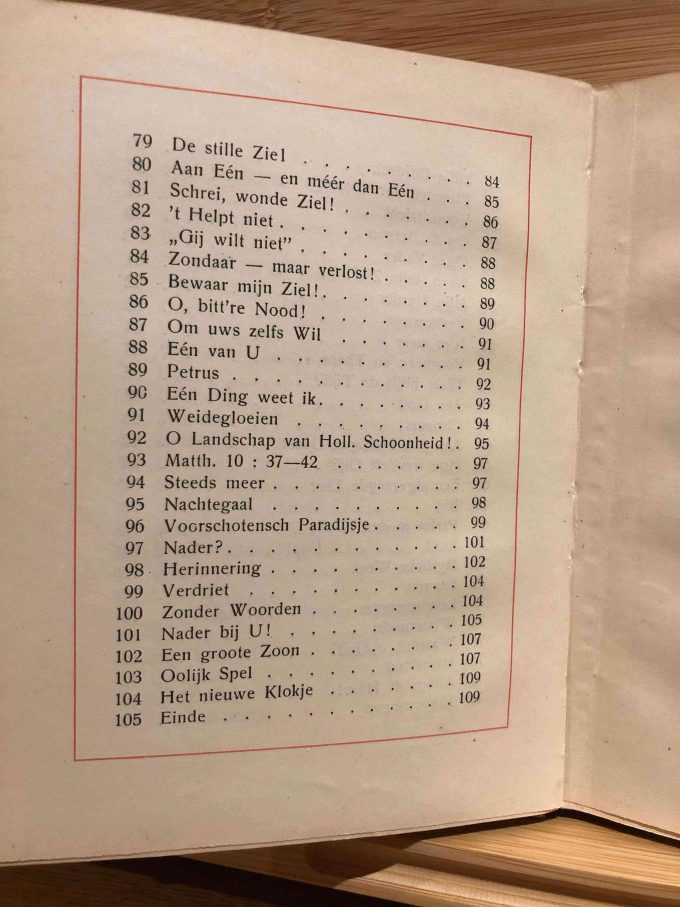 79 De stille Ziel . . . . . . . . 84
80 Aan Eén — en méér dan Eén . . . 85
81 Schrei, wonde Ziel! . . . . . . 86
82 't Helpt niet . . . . . . . . . 87
83 „Gij wilt niet” . . . . . . . . 88
84 Zondaar — maar verlost! . . . . . 88
85 Bewaar mijn Ziel! . . . . . . . 89
86 O, bitt're Nood! . . . . . . . 90
87 Om uws zelfs Wil . . . . . . . 91
88 Eén van U . . . . . . . . . 91
89 Petrus . . . . . . . . . . . 92
90 Eén Ding weet ik . . . . . . . 93
91 Weidegloeien . . . . . . . . 94
92 O Landschap van Holl. Schoonheid! . 95
93 Matth. 10 : 37—42 . . . . . . 97
94 Steeds meer . . . . . . . . . 97
95 Nachtegaal . . . . . . . . . 98
96 Voorschotensch Paradijsje . . . . 99
97 Nader? . . . . . . . . . . . 101
98 Herinnering . . . . . . . . . 102
99 Verdriet . . . . . . . . . . 104
100 Zonder Woorden . . . . . . . 104
101 Nader bij U! . . . . . . . . 105
102 Een groote Zoon . . . . . . . 107
103 Oolijk Spel . . . . . . . . . 107
104 Het nieuwe Klokje . . . . . . 109
105 Einde . . . . . . . . . . . 109